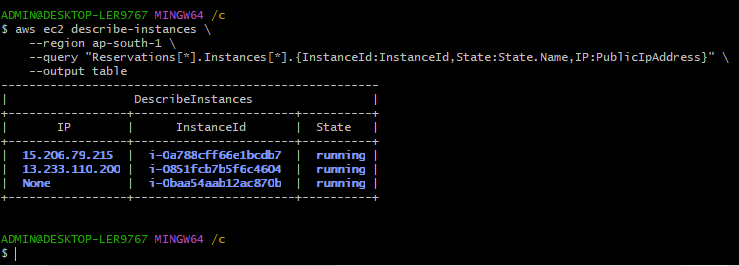 ADMIN@DESKTOP-LER9767 MINGW64 /c
$ aws ec2 describe-instances \
    --region ap-south-1 \
    --query "Reservations[*].Instances[*].{InstanceId:InstanceId,State:State.Name,IP:PublicIpAddress}" \
    --output table
-----------------------------------------------------
|                 DescribeInstances                 |
+-----------------+----------------------+----------+
|       IP        |     InstanceId       |  State   |
+-----------------+----------------------+----------+
|  15.206.79.215  |  i-0a788cff66e1bcdb7 |  running |
|  13.233.110.200 |  i-0851fcb7b5f6c4604 |  running |
|  None           |  i-0baa54aab12ac870b |  running |
+-----------------+----------------------+----------+
ADMIN@DESKTOP-LER9767 MINGW64 /c
$